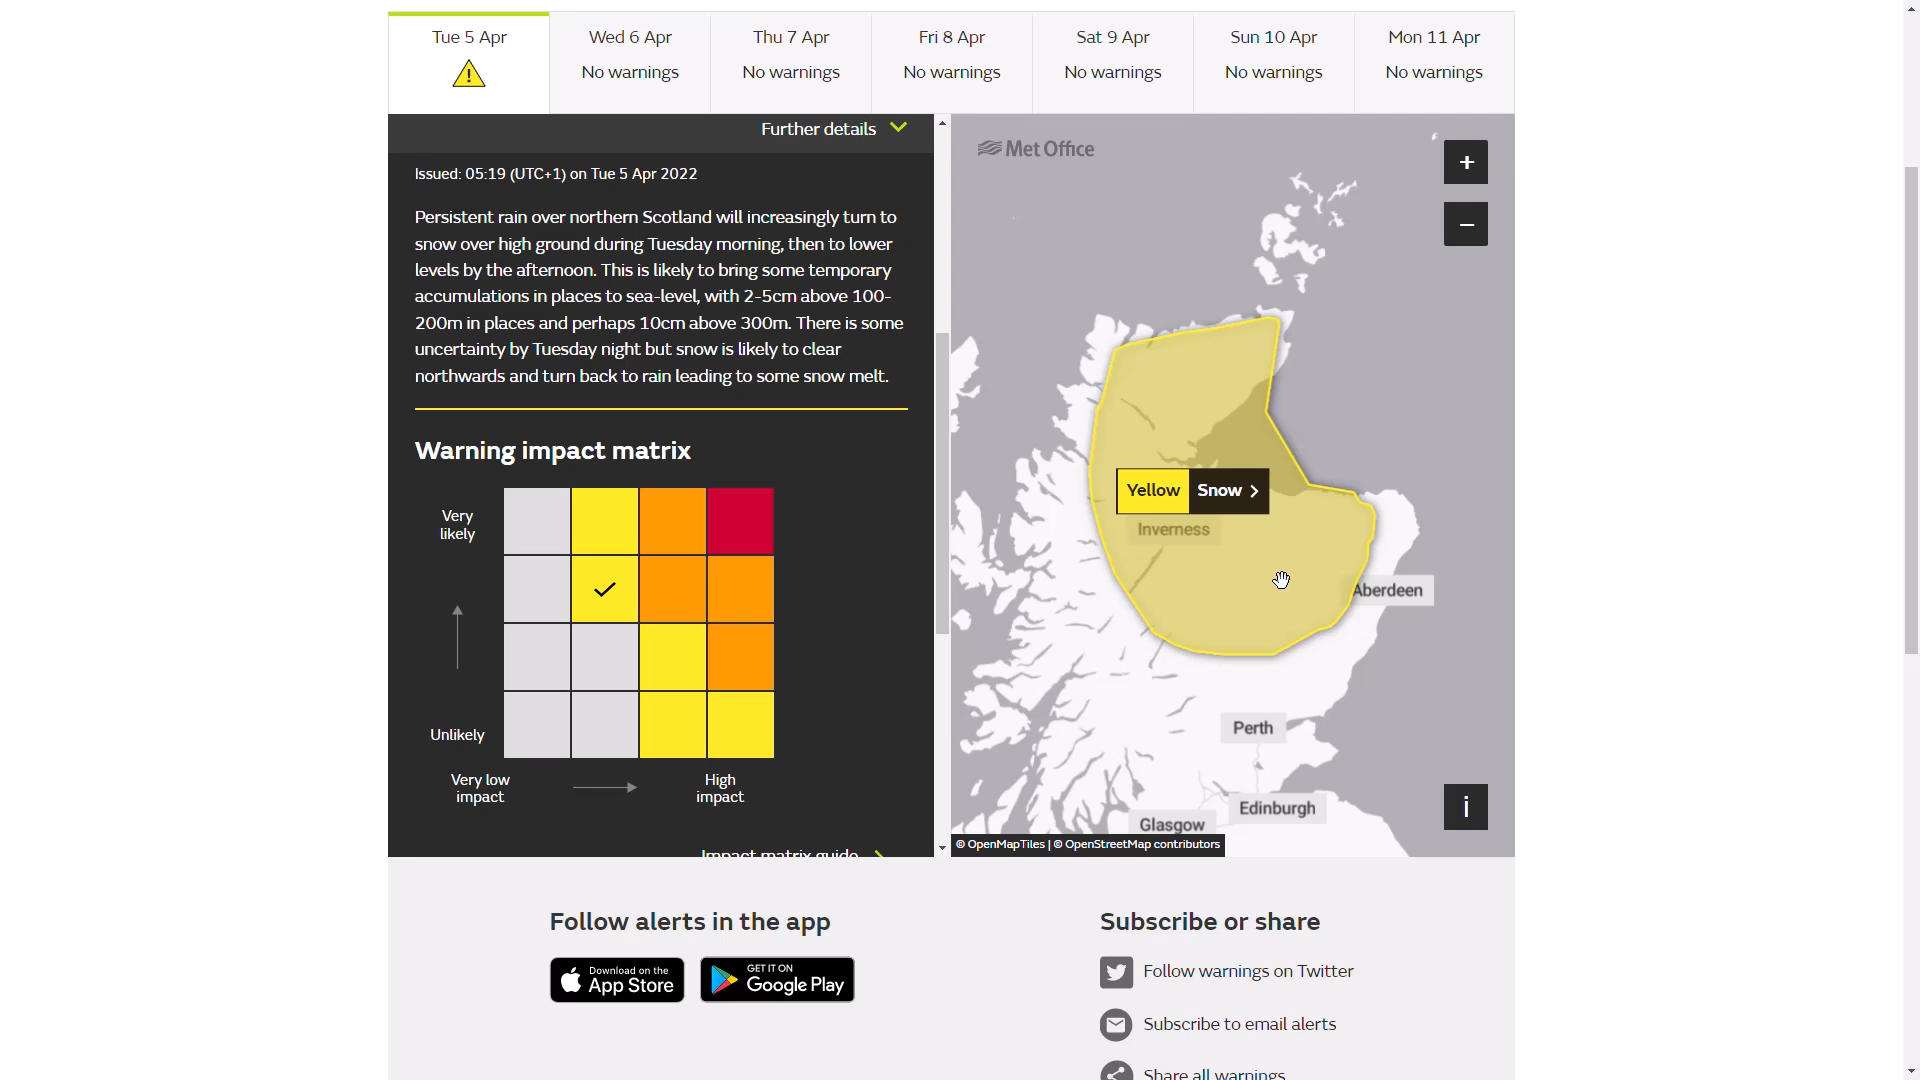 Tue 5 Apr
Wed 6 Apr
No warnings
Thu 7 Apr
No warnings
Fri 8 Apr
No warnings
Sat 9 Apr
No warnings
Sun 10 Apr
No warnings
Mon 11 Apr
No warnings
Further details
Issued: 05:19 (UTC+1) on Tue 5 Apr 2022
Persistent rain over northern Scotland will increasingly turn to
snow over high ground during Tuesday morning, then to lower
levels by the afternoon. This is likely to bring some temporary
accumulations in places to sea-level, with 2-5cm above 100-
200m in places and perhaps 10cm above 300m. There is some
uncertainty by Tuesday night but snow is likely to clear
northwards and turn back to rain leading to some snow melt.
Warning impact matrix
Very
likely
Unlikely
Very low
impact
High
impact
Impact matrix guide
Met Office
+
−
Yellow Snow
Inverness
Aberdeen
Perth
Edinburgh
Glasgow
i
© OpenMapTiles | © OpenStreetMap contributors
Follow alerts in the app
Download on the
App Store
GET IT ON
Google Play
Subscribe or share
Follow warnings on Twitter
Subscribe to email alerts
Share all warnings